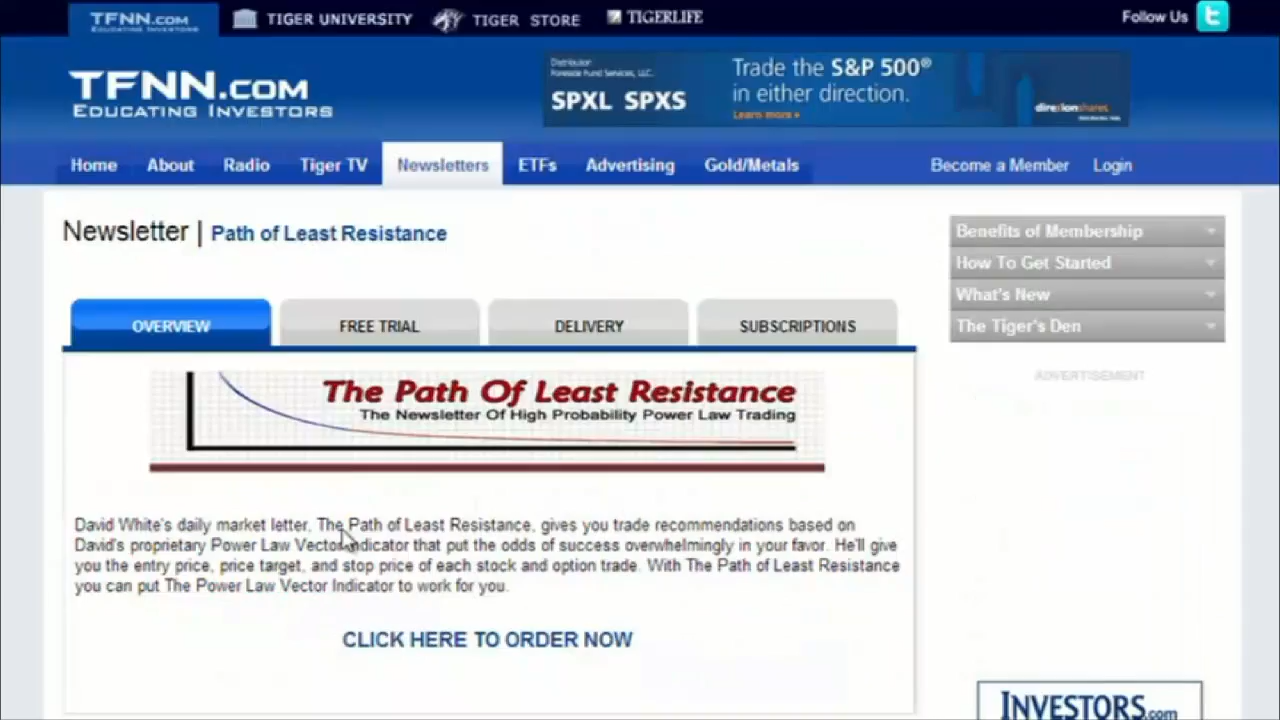 TFNN.COM
EDUCATING INVESTORS
TIGER UNIVERSITY
TIGER STORE
TIGERLIFE
Follow Us
TFNN.COM
EDUCATING INVESTORS
Distributor:
Foreside Fund Services, LLC.
SPXL SPXS
Trade the S&P 500®
in either direction.
Learn more
direxionshares
Home About Radio Tiger TV Newsletters ETFs Advertising Gold/Metals Become a Member Login
Newsletter | Path of Least Resistance
Benefits of Membership
How To Get Started
What's New
The Tiger's Den
ADVERTISEMENT
OVERVIEW FREE TRIAL DELIVERY SUBSCRIPTIONS
The Path Of Least Resistance
The Newsletter Of High Probability Power Law Trading
David White's daily market letter, The Path of Least Resistance, gives you trade recommendations based on
David's proprietary Power Law Vector Indicator that put the odds of success overwhelmingly in your favor. He'll give
you the entry price, price target, and stop price of each stock and option trade. With The Path of Least Resistance
you can put The Power Law Vector Indicator to work for you.
CLICK HERE TO ORDER NOW
INVESTORS.com